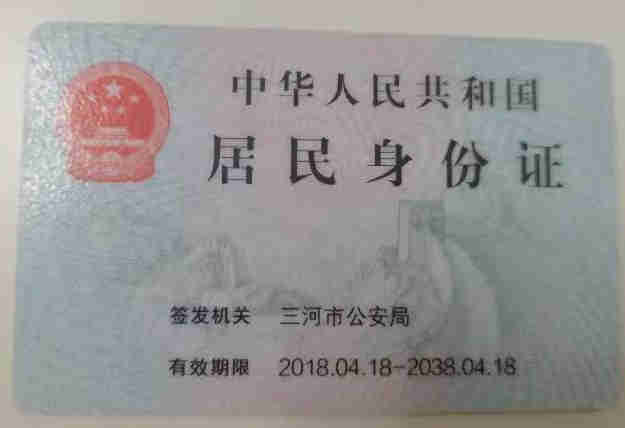 中华人民共和国
居民身份证
签发机关 三河市公安局
有效期限 2018.04.18-2038.04.18